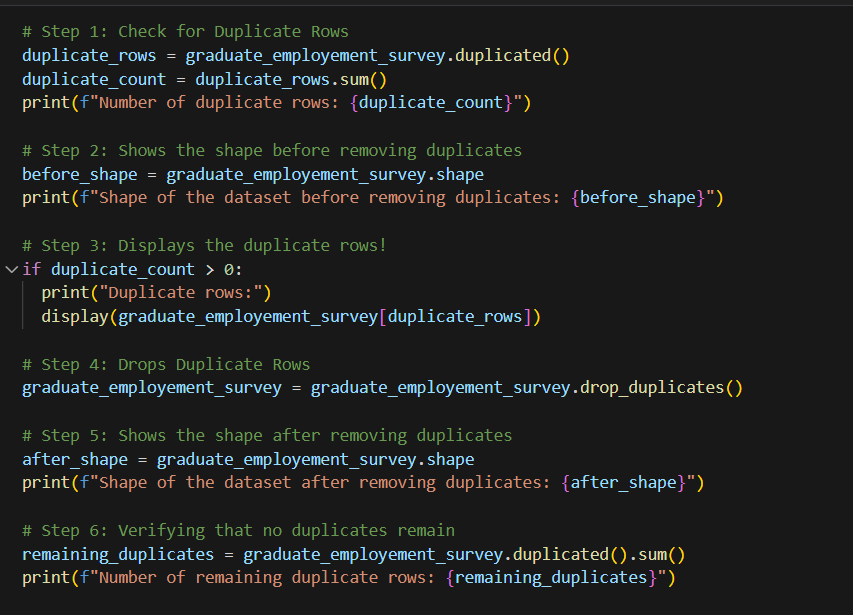 # Step 1: Check for Duplicate Rows
duplicate_rows = graduate_employement_survey.duplicated()
duplicate_count = duplicate_rows.sum()
print(f"Number of duplicate rows: {duplicate_count}")

# Step 2: Shows the shape before removing duplicates
before_shape = graduate_employement_survey.shape
print(f"Shape of the dataset before removing duplicates: {before_shape}")

# Step 3: Displays the duplicate rows!
if duplicate_count > 0:
    print("Duplicate rows:")
    display(graduate_employement_survey[duplicate_rows])

# Step 4: Drops Duplicate Rows
graduate_employement_survey = graduate_employement_survey.drop_duplicates()

# Step 5: Shows the shape after removing duplicates
after_shape = graduate_employement_survey.shape
print(f"Shape of the dataset after removing duplicates: {after_shape}")

# Step 6: Verifying that no duplicates remain
remaining_duplicates = graduate_employement_survey.duplicated().sum()
print(f"Number of remaining duplicate rows: {remaining_duplicates}")